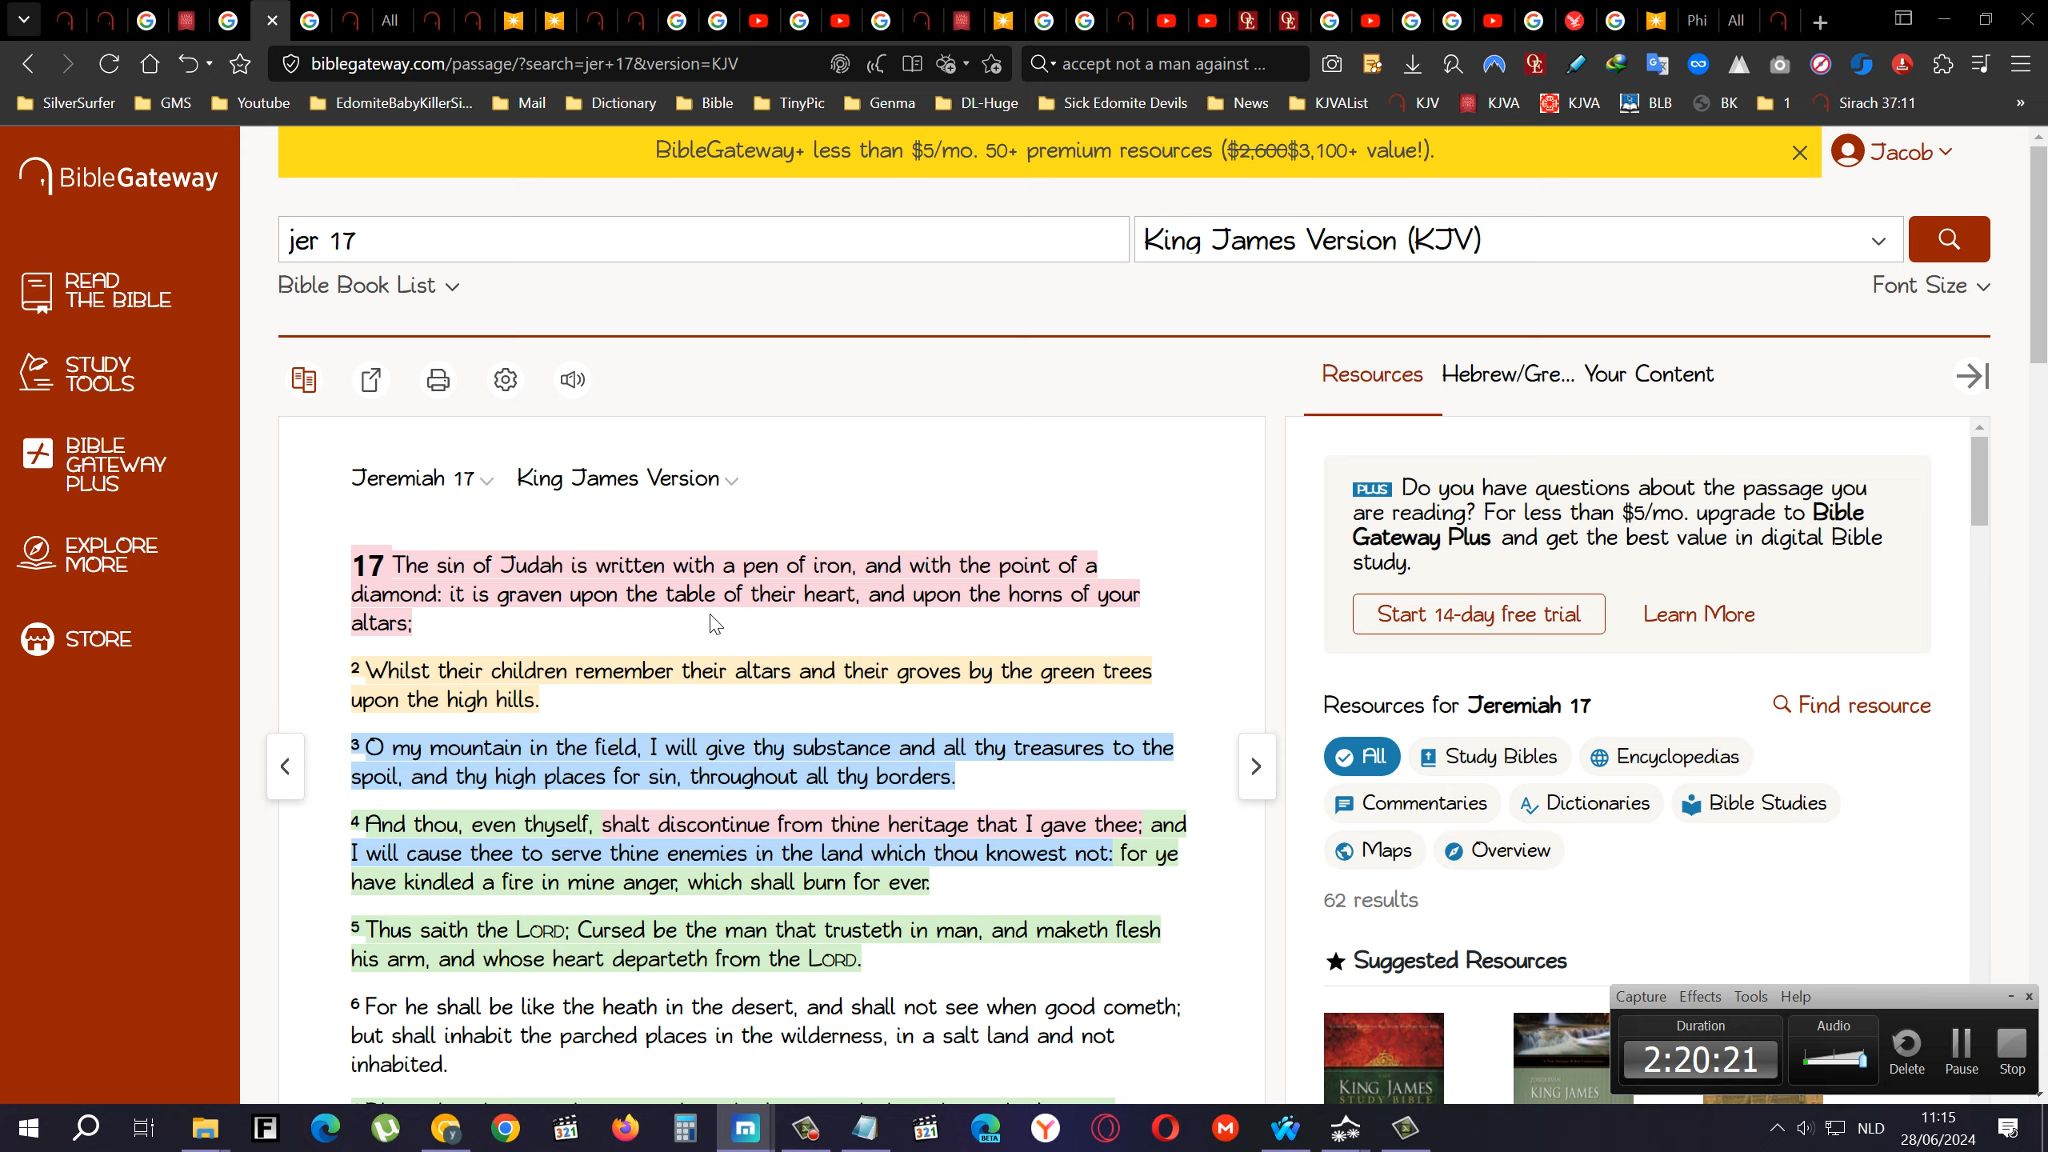 All
Phi
All
biblegateway.com/passage/?search=jer+17&version=KJV
accept not a man against ...
SilverSurfer
GMS
Youtube
EdomiteBabyKillerSi...
Mail
Dictionary
Bible
TinyPic
Genma
DL-Huge
Sick Edomite Devils
News
KJVAList
KJV
KJVA
KJVA
BLB
BK
1
Sirach 37:11
»
BibleGateway
BibleGateway+ less than $5/mo. 50+ premium resources ($2,600$3,100+ value!).
Jacob
jer 17
King James Version (KJV)
Bible Book List
Font Size
READ
THE BIBLE
STUDY
TOOLS
BIBLE
GATEWAY
PLUS
EXPLORE
MORE
STORE
Resources
Hebrew/Gre...
Your Content
Jeremiah 17
King James Version
17 The sin of Judah is written with a pen of iron, and with the point of a
diamond: it is graven upon the table of their heart, and upon the horns of your
altars;
2 Whilst their children remember their altars and their groves by the green trees
upon the high hills.
3 O my mountain in the field, I will give thy substance and all thy treasures to the
spoil, and thy high places for sin, throughout all thy borders.
4 And thou, even thyself, shalt discontinue from thine heritage that I gave thee; and
I will cause thee to serve thine enemies in the land which thou knowest not: for ye
have kindled a fire in mine anger, which shall burn for ever.
5 Thus saith the LORD; Cursed be the man that trusteth in man, and maketh flesh
his arm, and whose heart departeth from the LORD.
6 For he shall be like the heath in the desert, and shall not see when good cometh;
but shall inhabit the parched places in the wilderness, in a salt land and not
inhabited.
PLUS Do you have questions about the passage you
are reading? For less than $5/mo. upgrade to Bible
Gateway Plus and get the best value in digital Bible
study.
Start 14-day free trial
Learn More
Resources for Jeremiah 17
Find resource
All
Study Bibles
Encyclopedias
Commentaries
Dictionaries
Bible Studies
Maps
Overview
62 results
Suggested Resources
KING JAMES
STUDY BIBLE
KING JAMES
Capture
Effects
Tools
Help
Duration
2:20:21
Audio
Delete
Pause
Stop
321
321
BETA
NLD
11:15
28/06/2024